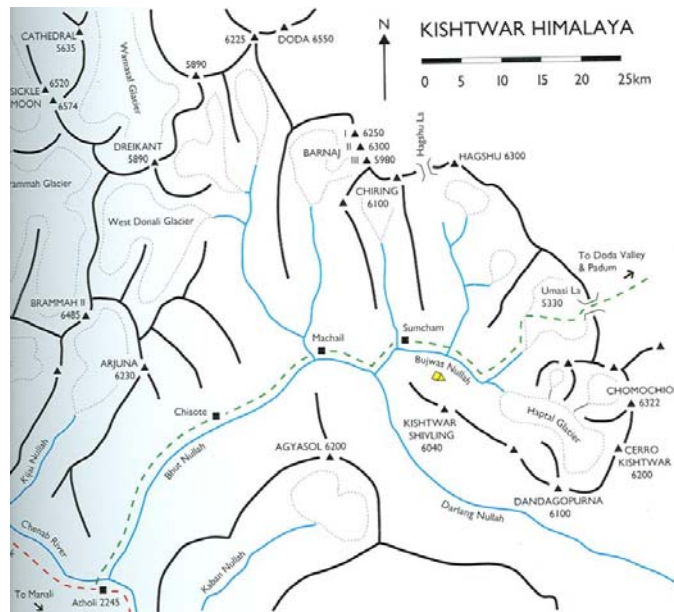 KISHTWAR HIMALAYA
N
0 5 10 15 20 25km
CATHEDRAL
5635
6225
DODA 6550
5890
Wamasal Glacier
SICKLE
MOON
6520
6574
DREIKANT
5890
BARNAJ
I 6250
II 6300
III 5980
Hagshu La
HAGSHU 6300
CHIRING
6100
rammah Glacier
West Donali Glacier
To Doda Valley
& Padum
Umasi La
5330
BRAMMAH II
6485
Machail
Sumcham
Bujwas Nullah
ARJUNA
6230
CHOMOCHIO
6322
Chisote
Haptal Glacier
KISHTWAR
SHIVLING
6040
Kijai Nullah
Bhut Nullah
AGYASOL 6200
CERRO
KISHTWAR
6200
DANDAGOPURNA
6100
Darlang Nullah
Chenab River
Kaban Nullah
To Manali
Atholi 2245